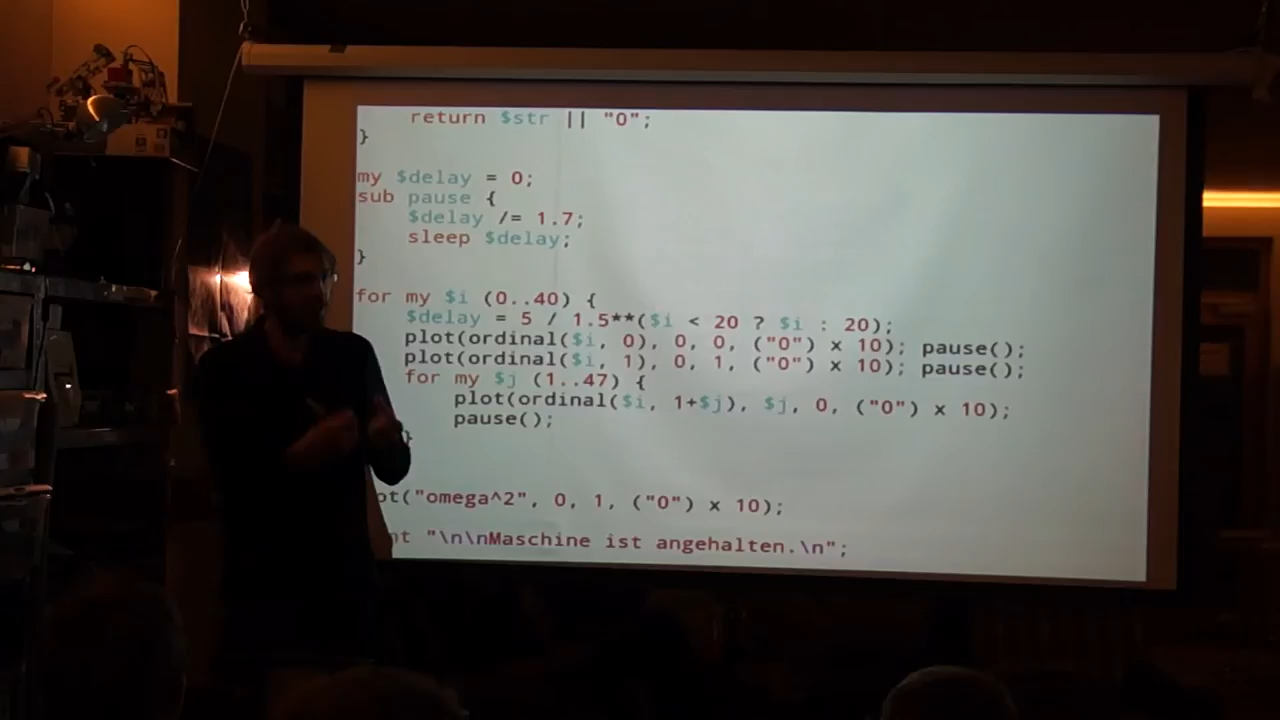 return $str || "0";
}
my $delay = 0;
sub pause {
$delay /= 1.7;
sleep $delay;
}
for my $i (0..40) {
$delay = 5 / 1.5**($i < 20 ? $i : 20);
plot(ordinal($i, 0), 0, 0, ("0") x 10); pause();
plot(ordinal($i, 1), 0, 1, ("0") x 10); pause();
for my $j (1..47) {
plot(ordinal($i, 1+$j), $j, 0, ("0") x 10);
pause();
}
ot("omega^2", 0, 1, ("0") x 10);
nt "\n\nMaschine ist angehalten.\n";